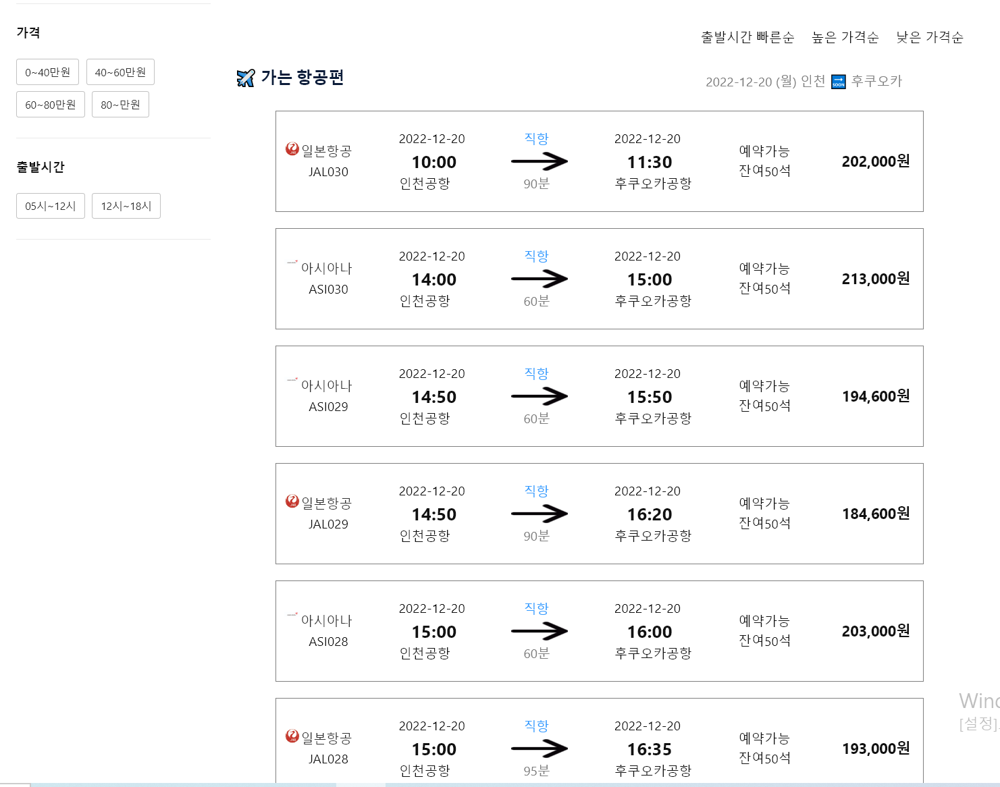 가격
0~40만원 40~60만원
60~80만원 80~만원
출발시간
05시~12시 12시~18시
출발시간 빠른순 높은 가격순 낮은 가격순
가는 항공편
2022-12-20 (월) 인천 SOON 후쿠오카
일본항공
JAL030
2022-12-20
10:00
인천공항
직항
90분
2022-12-20
11:30
후쿠오카공항
예약가능
잔여50석
202,000원
아시아나
ASI030
2022-12-20
14:00
인천공항
직항
60분
2022-12-20
15:00
후쿠오카공항
예약가능
잔여50석
213,000원
아시아나
ASI029
2022-12-20
14:50
인천공항
직항
60분
2022-12-20
15:50
후쿠오카공항
예약가능
잔여50석
194,600원
일본항공
JAL029
2022-12-20
14:50
인천공항
직항
90분
2022-12-20
16:20
후쿠오카공항
예약가능
잔여50석
184,600원
아시아나
ASI028
2022-12-20
15:00
인천공항
직항
60분
2022-12-20
16:00
후쿠오카공항
예약가능
잔여50석
203,000원
일본항공
JAL028
2022-12-20
15:00
인천공항
직항
95분
2022-12-20
16:35
후쿠오카공항
예약가능
잔여50석
193,000원
[설정]